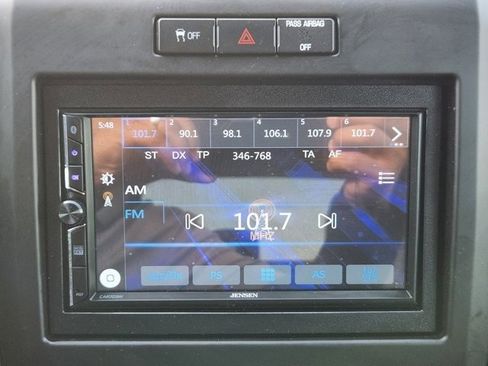 OFF
PASS AIRBAG
OFF
5:48
1 2 3 4 5 6
101.7 90.1 98.1 106.1 107.9 101.7
ST DX TP 346-768 TA AF
AM
FM
101.7
MHZ
PS AS
JENSEN